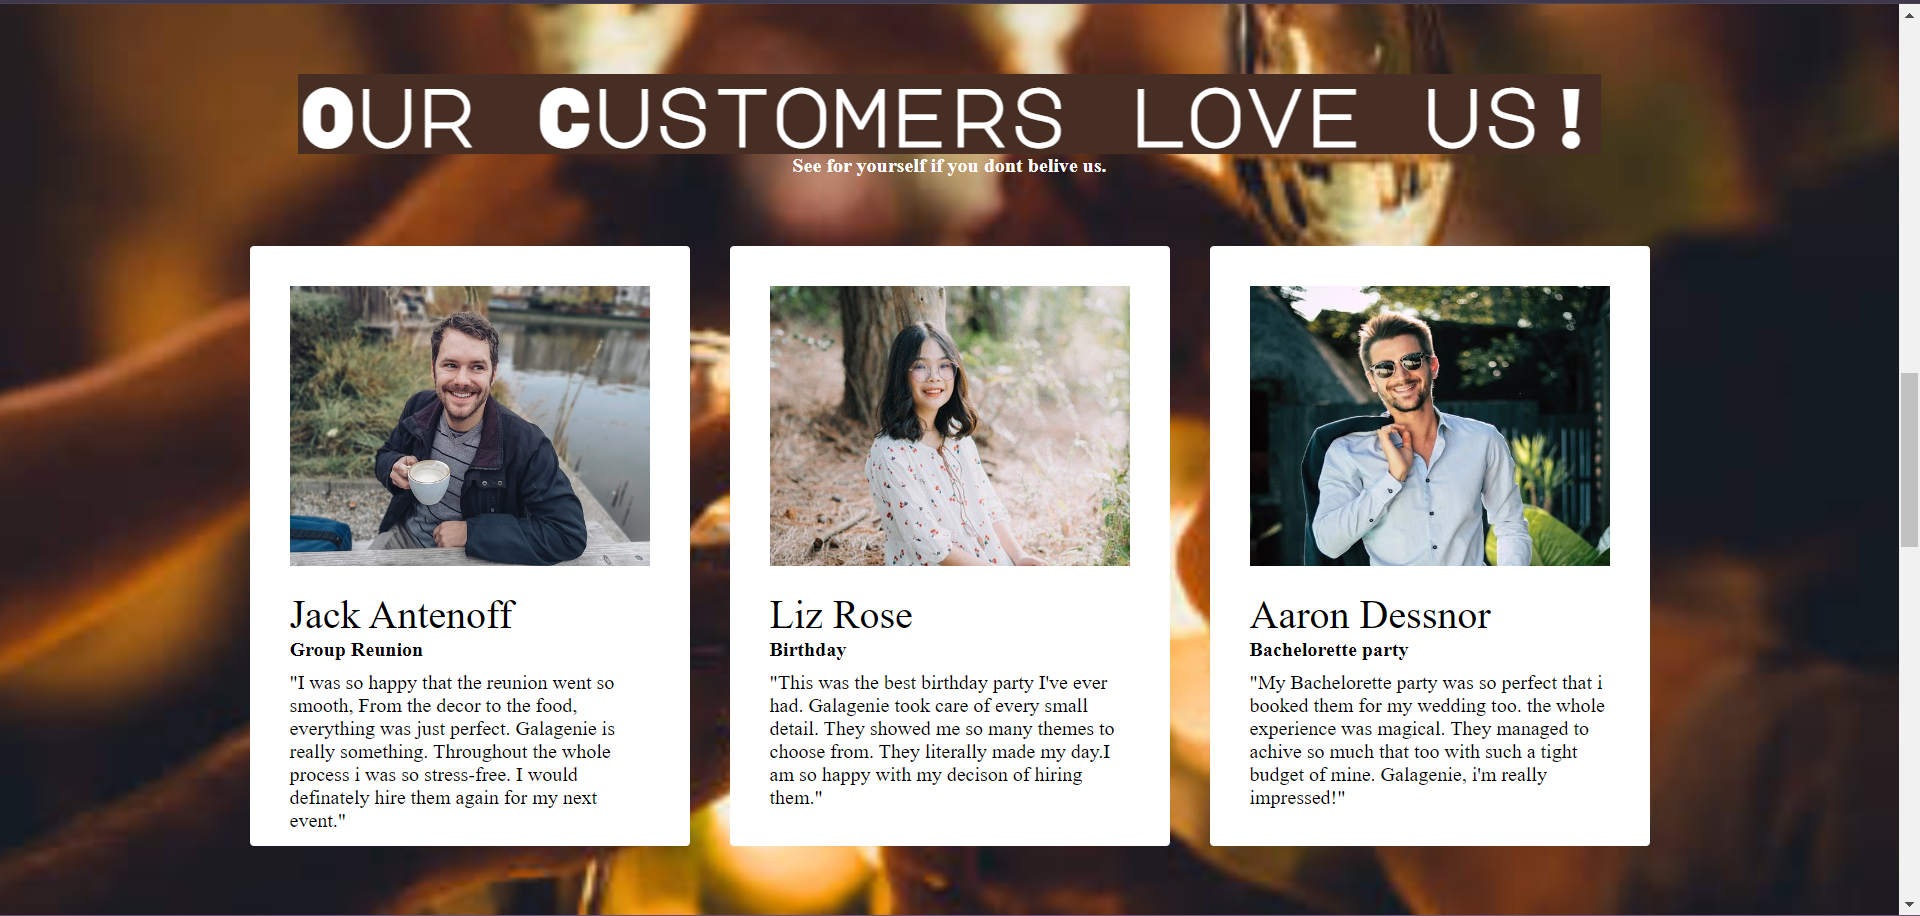 Our Customers love us!
See for yourself if you dont belive us.
Jack Antenoff
Group Reunion
"I was so happy that the reunion went so
smooth, From the decor to the food,
everything was just perfect. Galagenie is
really something. Throughout the whole
process i was so stress-free. I would
definately hire them again for my next
event."
Liz Rose
Birthday
"This was the best birthday party I've ever
had. Galagenie took care of every small
detail. They showed me so many themes to
choose from. They literally made my day.I
am so happy with my decison of hiring
them."
Aaron Dessnor
Bachelorette party
"My Bachelorette party was so perfect that i
booked them for my wedding too. the whole
experience was magical. They managed to
achive so much that too with such a tight
budget of mine. Galagenie, i'm really
impressed!"